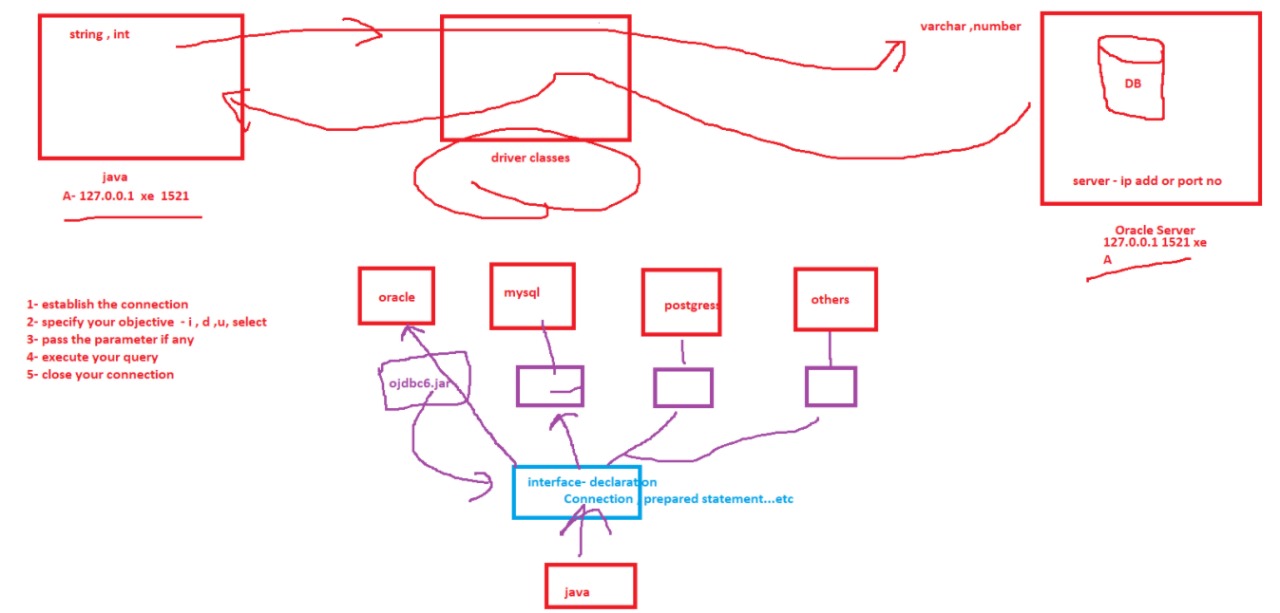 string , int
varchar ,number
DB
driver classes
server - ip add or port no
java
A- 127.0.0.1 xe 1521
Oracle Server
127.0.0.1 1521 xe
A
oracle
mysql
postgress
others
1- establish the connection
2- specify your objective - i , d ,u, select
3- pass the parameter if any
4- execute your query
5- close your connection
ojdbc6.jar
interface- declaration
Connection , prepared statement...etc
java